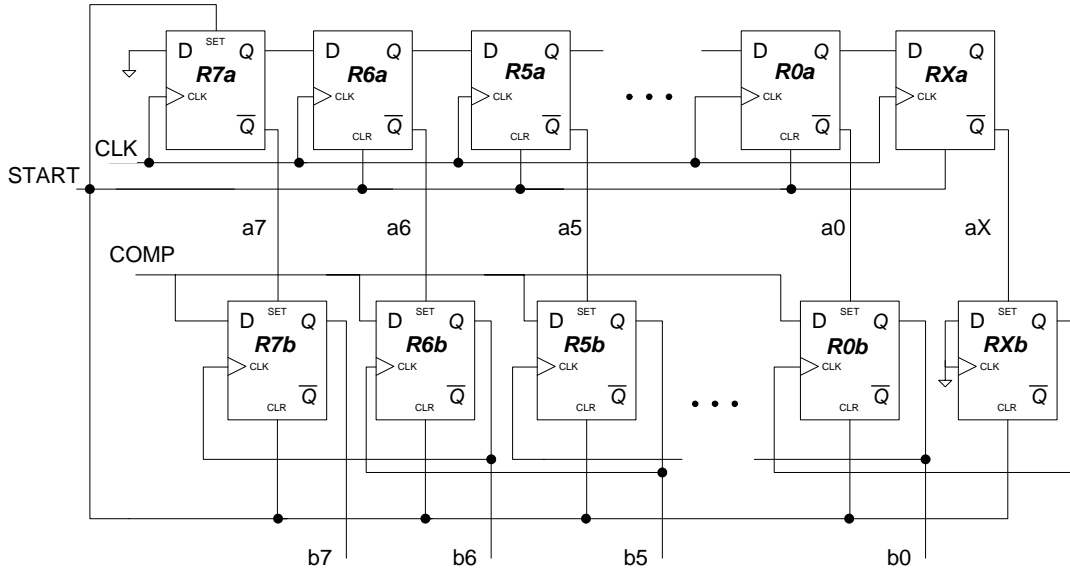 D SET Q D Q D Q D Q D Q
R7a R6a R5a R0a RXa
CLK CLK CLK • • • CLK CLK
Q Q Q Q Q
CLR CLR CLR CLR
CLK
START
a7 a6 a5 a0 aX
COMP
D SET Q D SET Q D SET Q D SET Q D SET Q
R7b R6b R5b R0b RXb
CLK CLK CLK CLK CLK
Q Q Q • • • Q Q
CLR CLR CLR CLR CLR
b7 b6 b5 b0